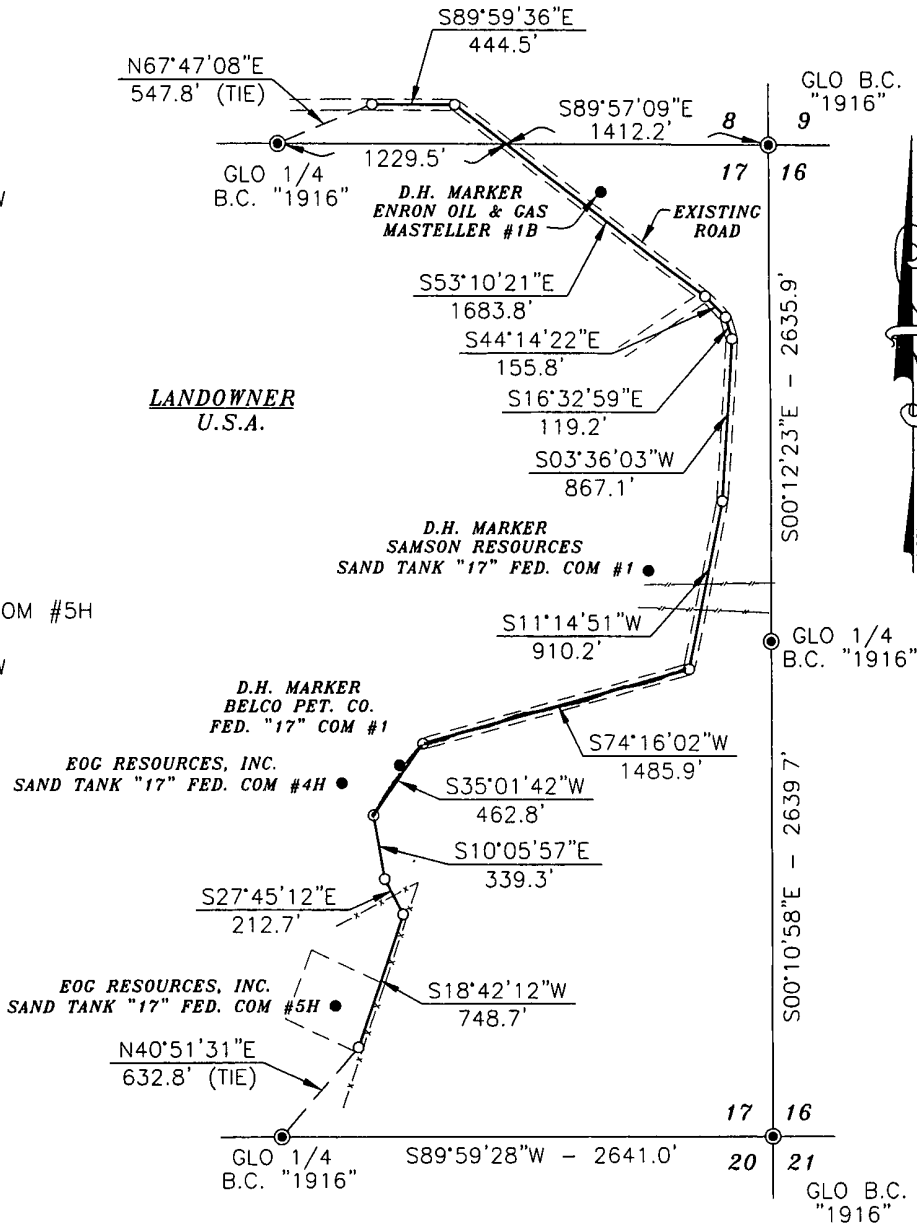 S89°59'36"E
444.5'
N67°47'08"E
547.8' (TIE)
GLO B.C.
"1916"
S89°57'09"E
1412.2'
8 9
17 16
1229.5'
GLO 1/4
B.C. "1916"
D.H. MARKER
ENRON OIL & GAS
MASTELLER #1B
EXISTING
ROAD
W
S53°10'21"E
1683.8'
S00°12'23"E - 2635.9'
S44°14'22"E
155.8'
LANDOWNER
U.S.A.
S16°32'59"E
119.2'
S03°36'03"W
867.1'
D.H. MARKER
SAMSON RESOURCES
SAND TANK "17" FED. COM #1
OM #5H
S11°14'51"W
910.2'
GLO 1/4
B.C. "1916"
W
D.H. MARKER
BELCO PET. CO.
FED. "17" COM #1
S74°16'02"W
1485.9'
EOG RESOURCES, INC.
SAND TANK "17" FED. COM #4H
S35°01'42"W
462.8'
S00°10'58"E - 2639 7'
S10°05'57"E
339.3'
S27°45'12"E
212.7'
EOG RESOURCES, INC.
SAND TANK "17" FED. COM #5H
S18°42'12"W
748.7'
N40°51'31"E
632.8' (TIE)
17 16
GLO 1/4
B.C. "1916"
S89°59'28"W - 2641.0'
20 21
GLO B.C.
"1916"